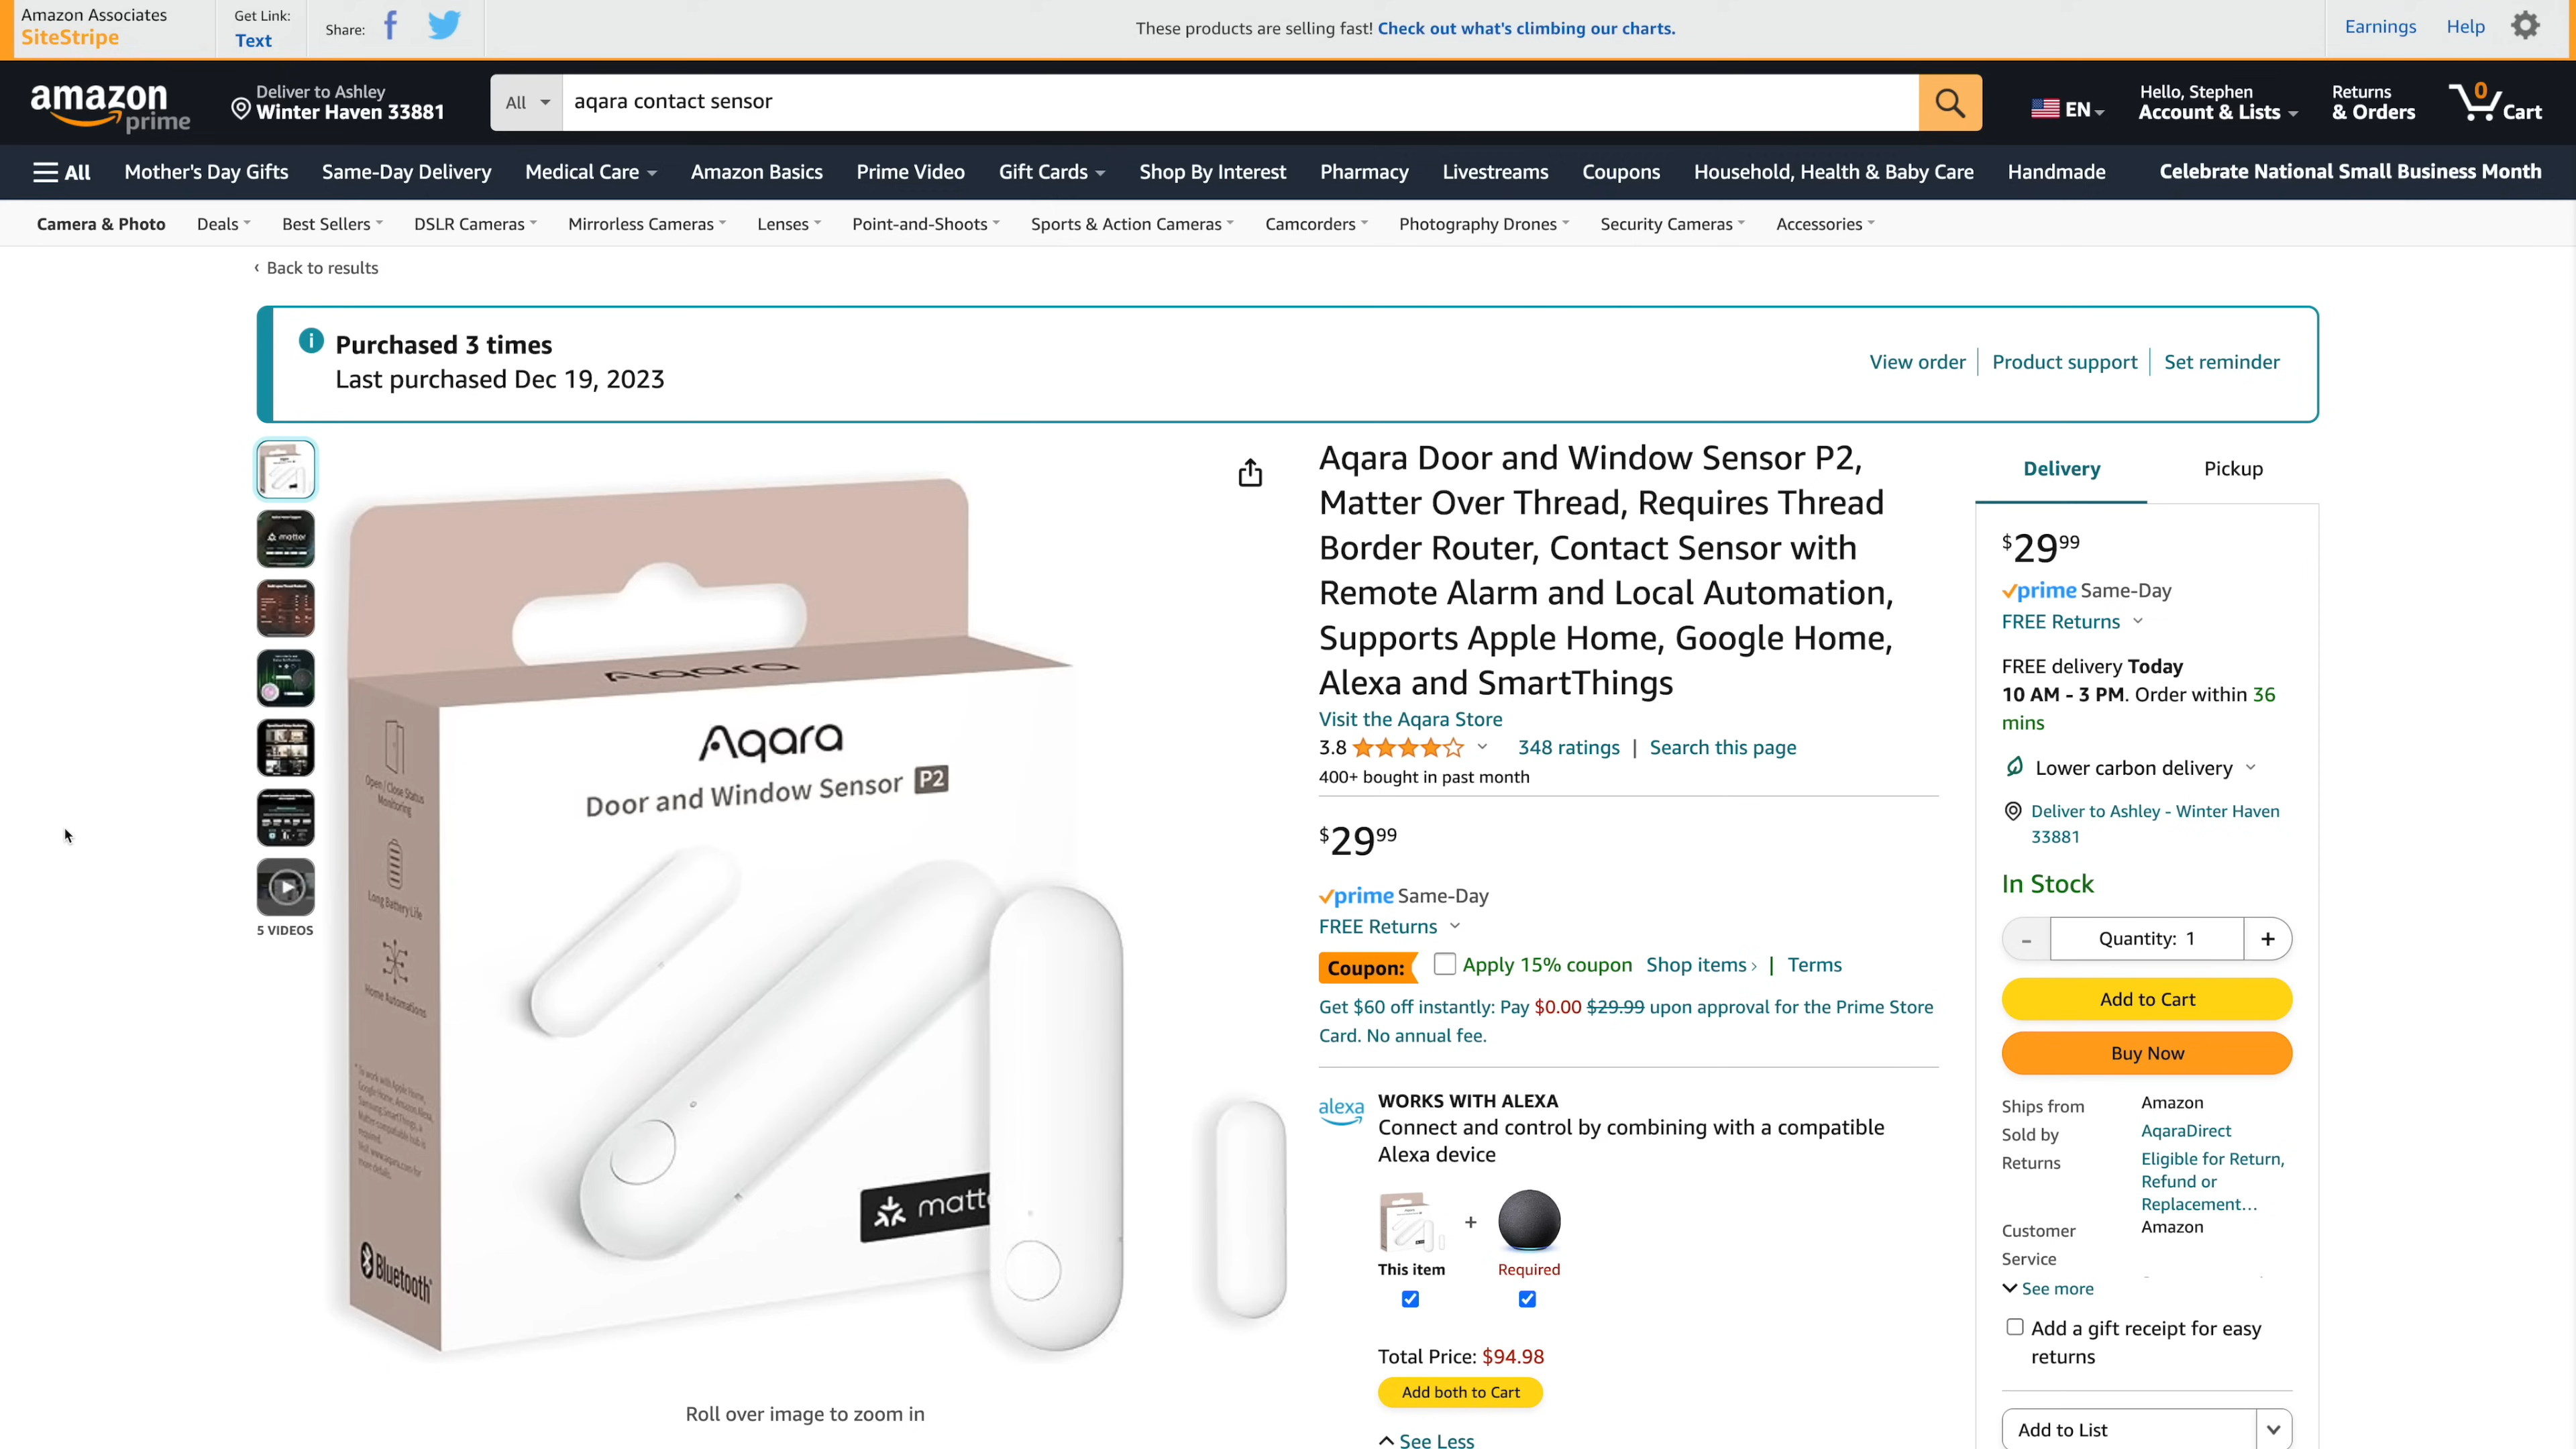 Amazon Associates
SiteStripe
Get Link:
Text
Share:
These products are selling fast! Check out what's climbing our charts.
Earnings
Help
amazon
prime
Deliver to Ashley
Winter Haven 33881
All
aqara contact sensor
EN
Hello, Stephen
Account & Lists
Returns
& Orders
0
Cart
All
Mother's Day Gifts
Same-Day Delivery
Medical Care
Amazon Basics
Prime Video
Gift Cards
Shop By Interest
Pharmacy
Livestreams
Coupons
Household, Health & Baby Care
Handmade
Celebrate National Small Business Month
Camera & Photo
Deals
Best Sellers
DSLR Cameras
Mirrorless Cameras
Lenses
Point-and-Shoots
Sports & Action Cameras
Camcorders
Photography Drones
Security Cameras
Accessories
‹ Back to results
Purchased 3 times
Last purchased Dec 19, 2023
View order
Product support
Set reminder
5 VIDEOS
Aqara
Aqara
Door and Window Sensor P2
Open / Close Status
Monitoring
Long Battery Life
Home Automations
Bluetooth
matt
Roll over image to zoom in
Aqara Door and Window Sensor P2,
Matter Over Thread, Requires Thread
Border Router, Contact Sensor with
Remote Alarm and Local Automation,
Supports Apple Home, Google Home,
Alexa and SmartThings
Visit the Aqara Store
3.8
348 ratings | Search this page
400+ bought in past month
$29.99
prime Same-Day
FREE Returns
Coupon: Apply 15% coupon Shop items › | Terms
Get $60 off instantly: Pay $0.00 $29.99 upon approval for the Prime Store
Card. No annual fee.
alexa
WORKS WITH ALEXA
Connect and control by combining with a compatible
Alexa device
+
This item
Required
Total Price: $94.98
Add both to Cart
See Less
Delivery
Pickup
$29.99
prime Same-Day
FREE Returns
FREE delivery Today
10 AM - 3 PM. Order within 36
mins
Lower carbon delivery
Deliver to Ashley - Winter Haven
33881
In Stock
- Quantity: 1 +
Add to Cart
Buy Now
Ships from Amazon
Sold by AqaraDirect
Returns Eligible for Return,
Refund or
Replacement…
Customer Amazon
Service
See more
Add a gift receipt for easy
returns
Add to List